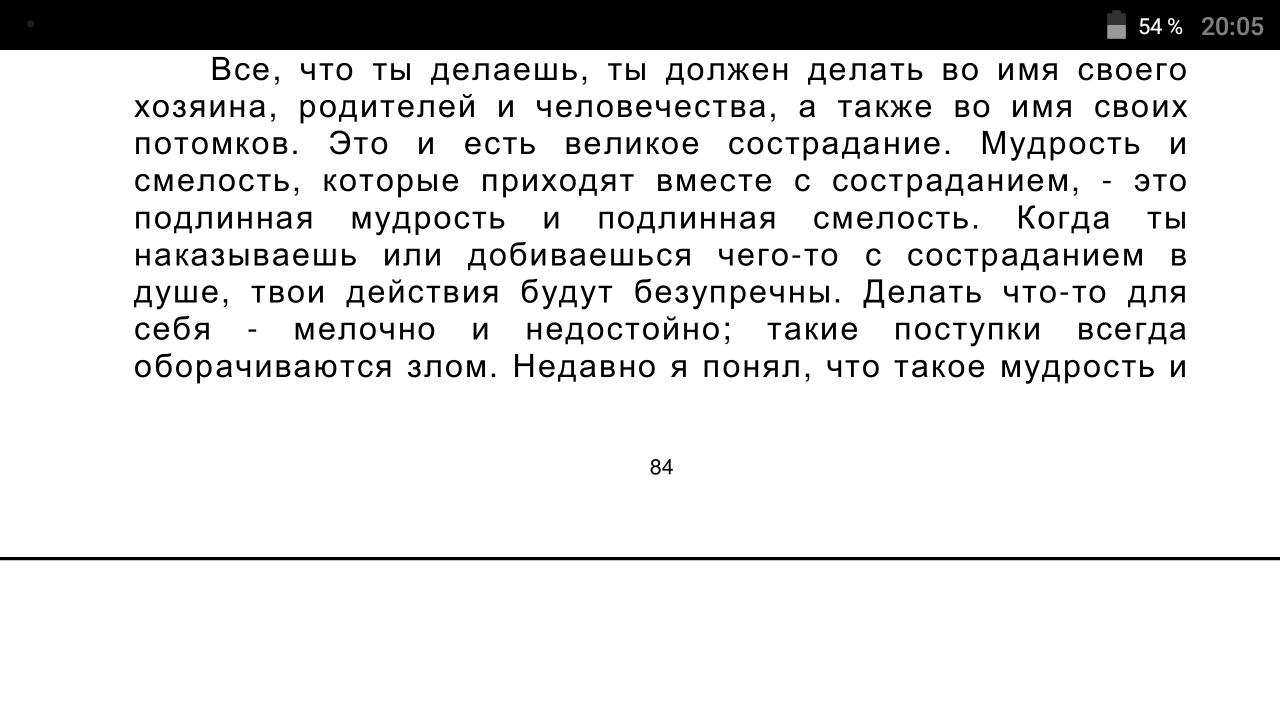 54 % 20:05
Все, что ты делаешь, ты должен делать во имя своего
хозяина, родителей и человечества, а также во имя своих
потомков. Это и есть великое сострадание. Мудрость и
смелость, которые приходят вместе с состраданием, - это
подлинная мудрость и подлинная смелость. Когда ты
наказываешь или добиваешься чего-то с состраданием в
душе, твои действия будут безупречны. Делать что-то для
себя - мелочно и недостойно; такие поступки всегда
оборачиваются злом. Недавно я понял, что такое мудрость и
84